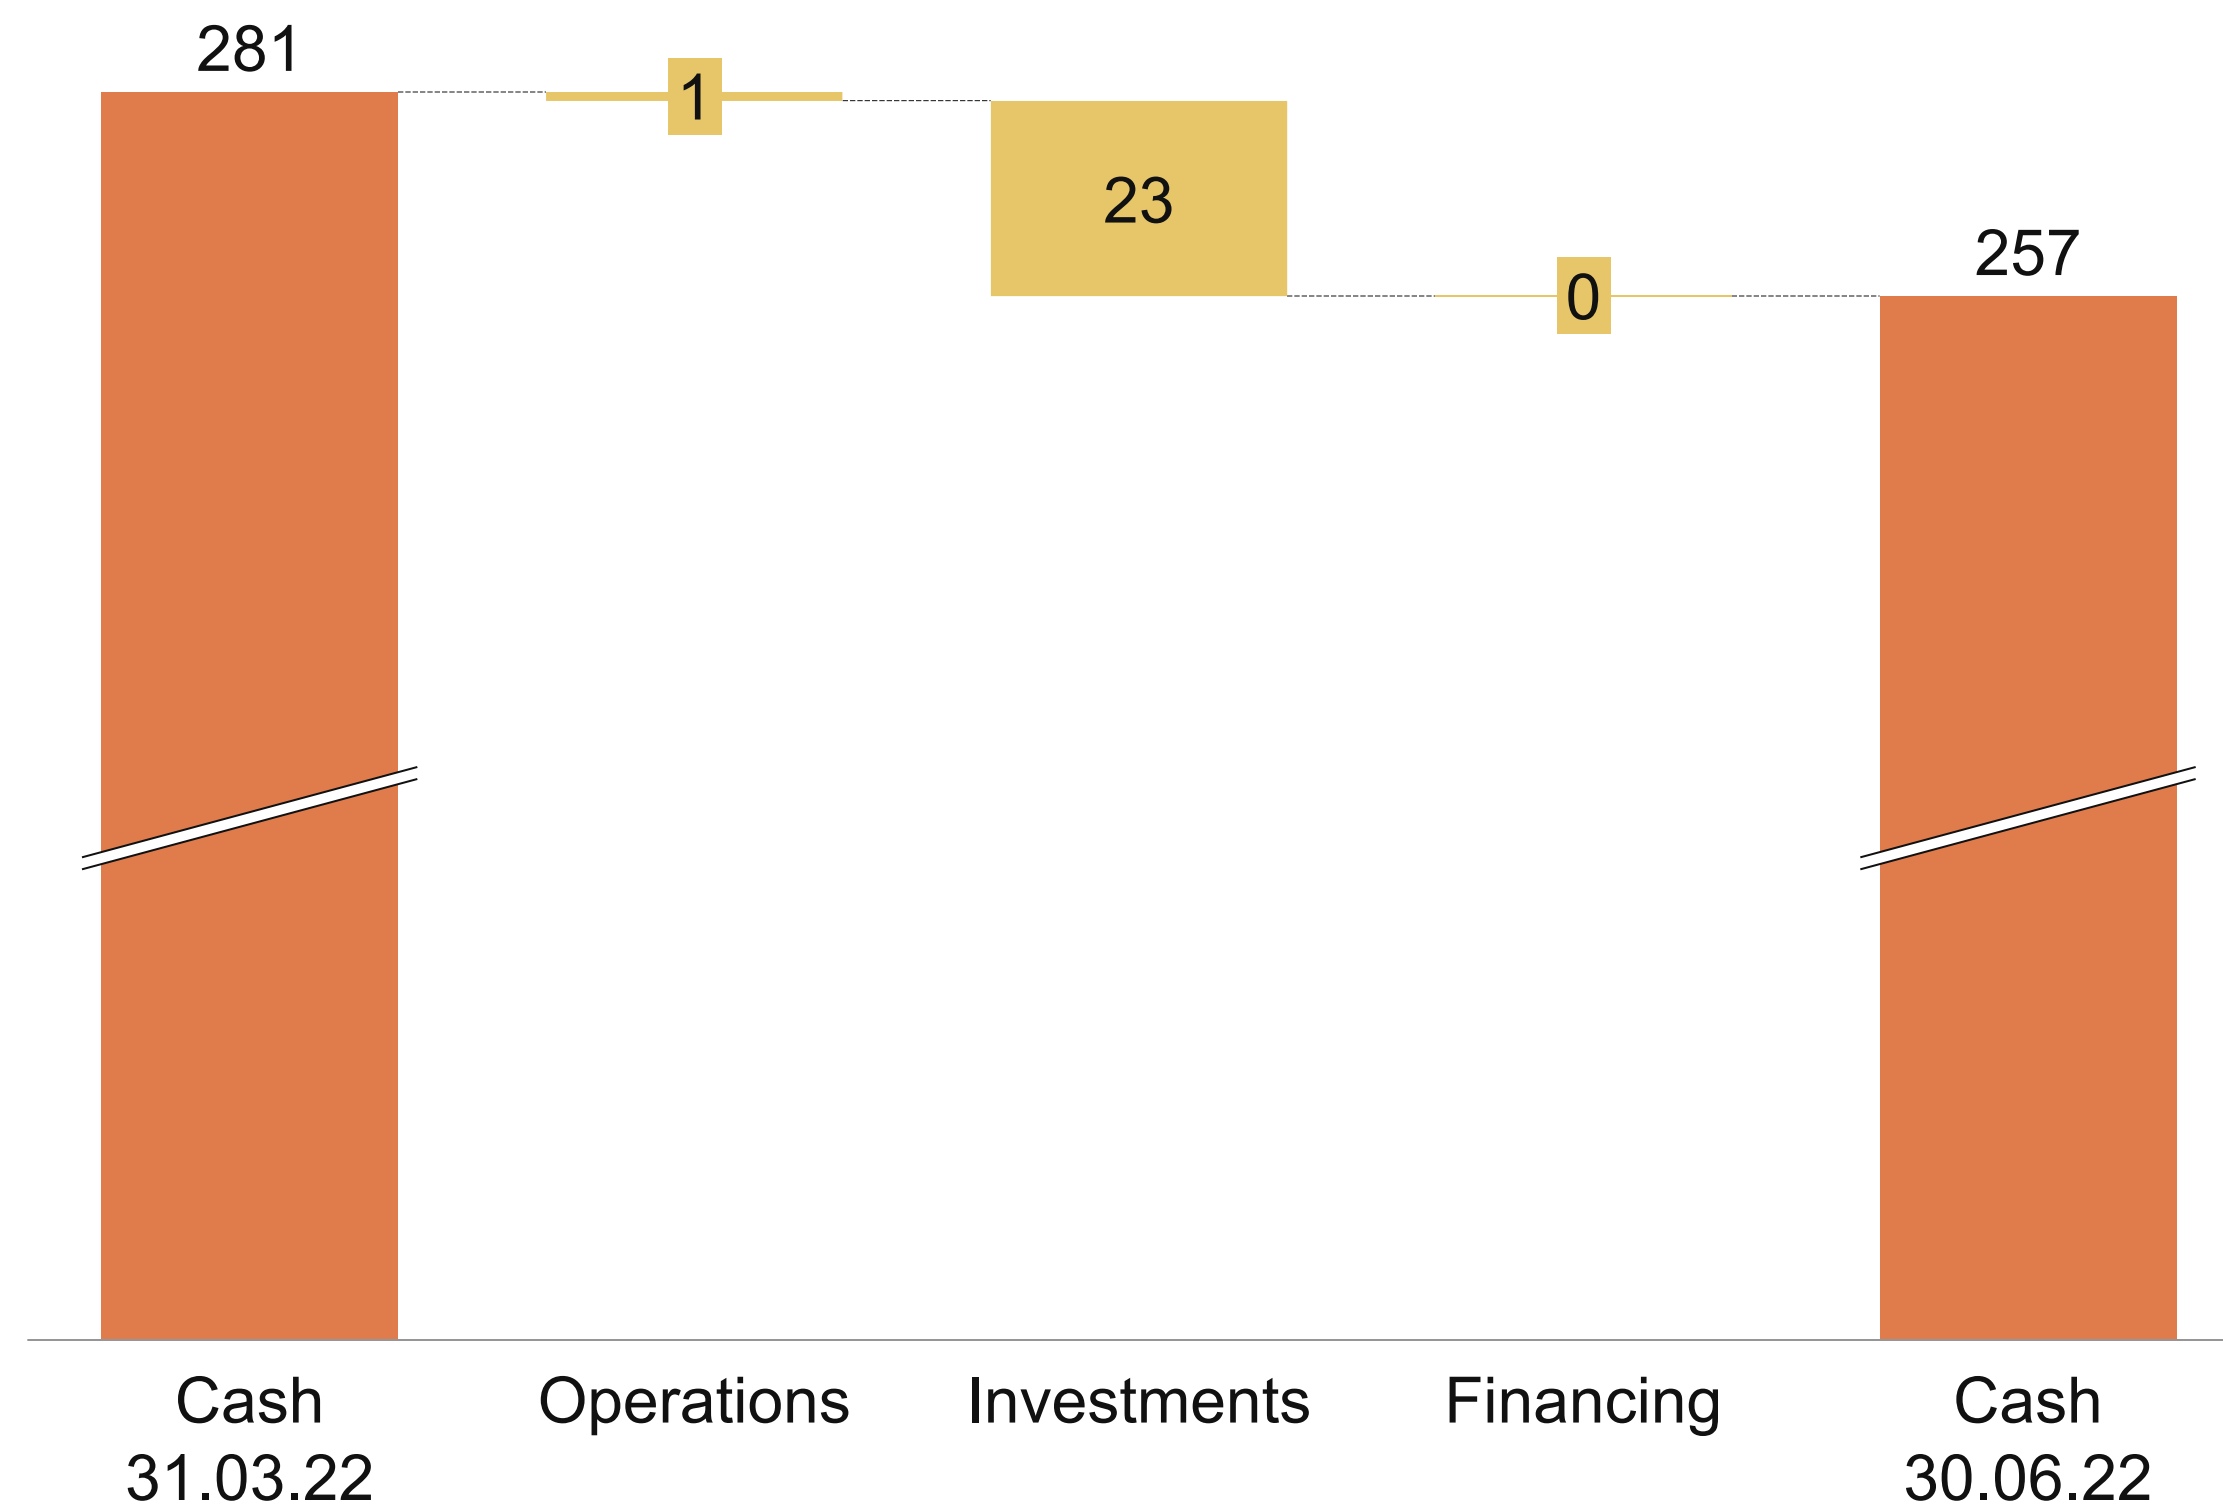 281
1
23
0
257
Cash
31.03.22
Operations
Investments
Financing
Cash
30.06.22